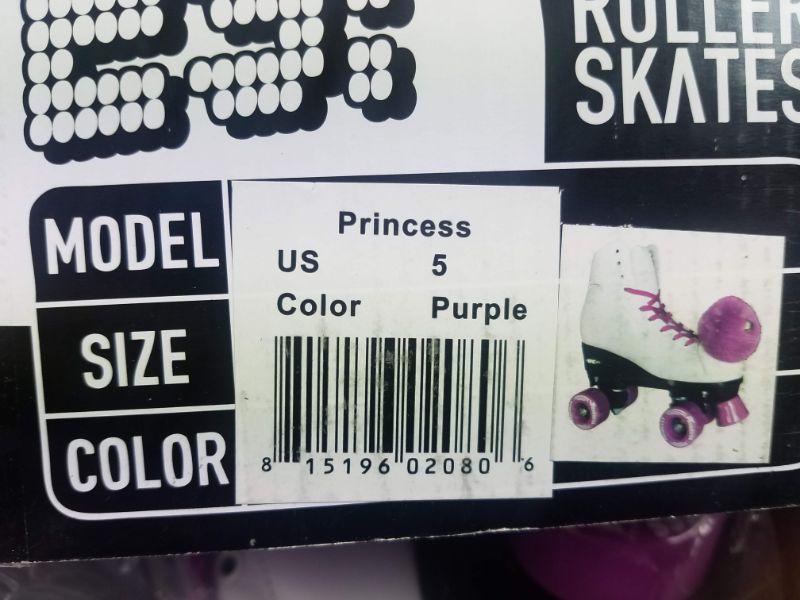 ROLLER
SKATES
MODEL
SIZE
COLOR
Princess
US 5
Color Purple
8 15196 02080 6